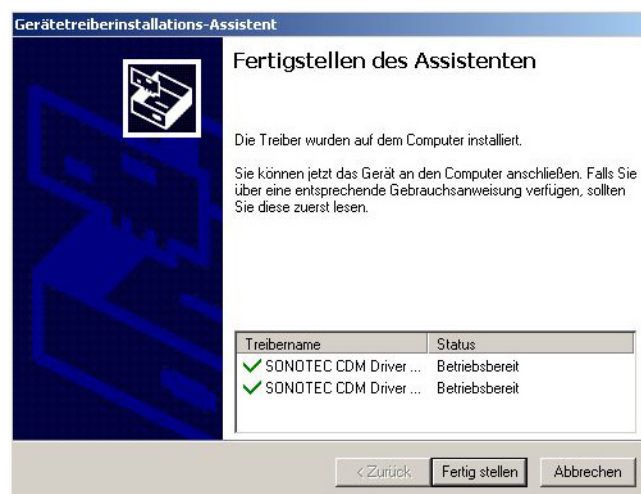 Gerätetreiberinstallations-Assistent
Fertigstellen des Assistenten
Die Treiber wurden auf dem Computer installiert.
Sie können jetzt das Gerät an den Computer anschließen. Falls Sie
über eine entsprechende Gebrauchsanweisung verfügen, sollten
Sie diese zuerst lesen.
Treibername Status
SONOTEC CDM Driver ... Betriebsbereit
SONOTEC CDM Driver ... Betriebsbereit
< Zurück Fertig stellen Abbrechen